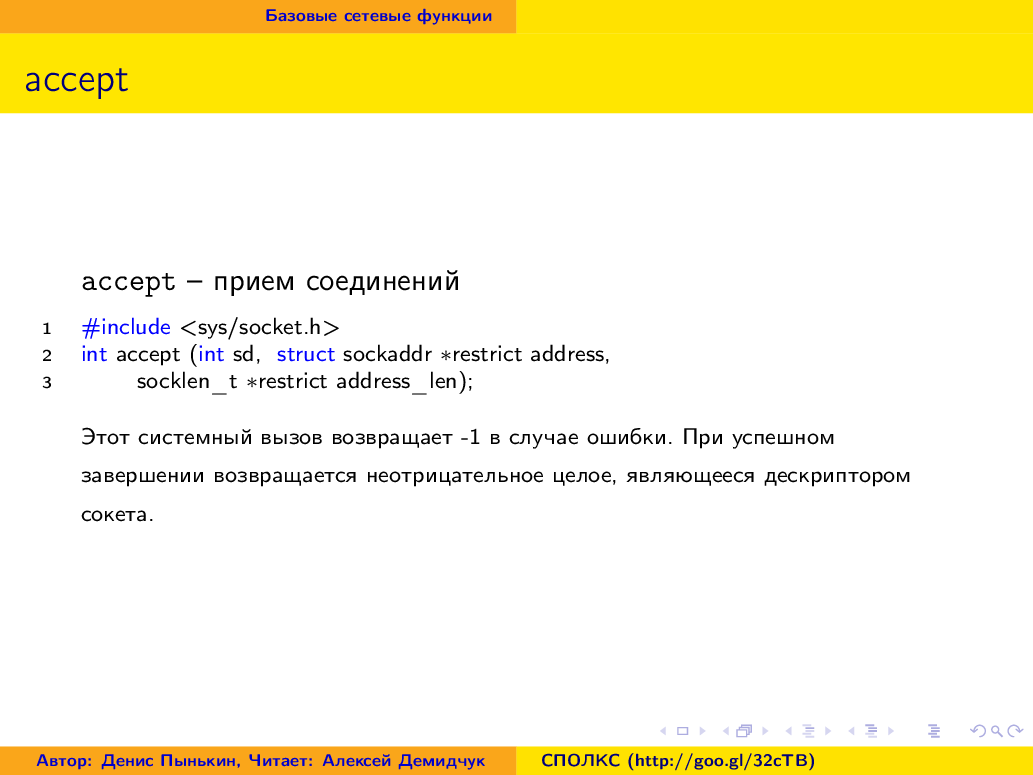 Базовые сетевые функции
accept
accept – прием соединений
1 #include <sys/socket.h>
2 int accept (int sd, struct sockaddr *restrict address,
3 socklen_t *restrict address_len);
Этот системный вызов возвращает -1 в случае ошибки. При успешном
завершении возвращается неотрицательное целое, являющееся дескриптором
сокета.
Автор: Денис Пынькин, Читает: Алексей Демидчук СПОЛКС (http://goo.gl/32cTB)